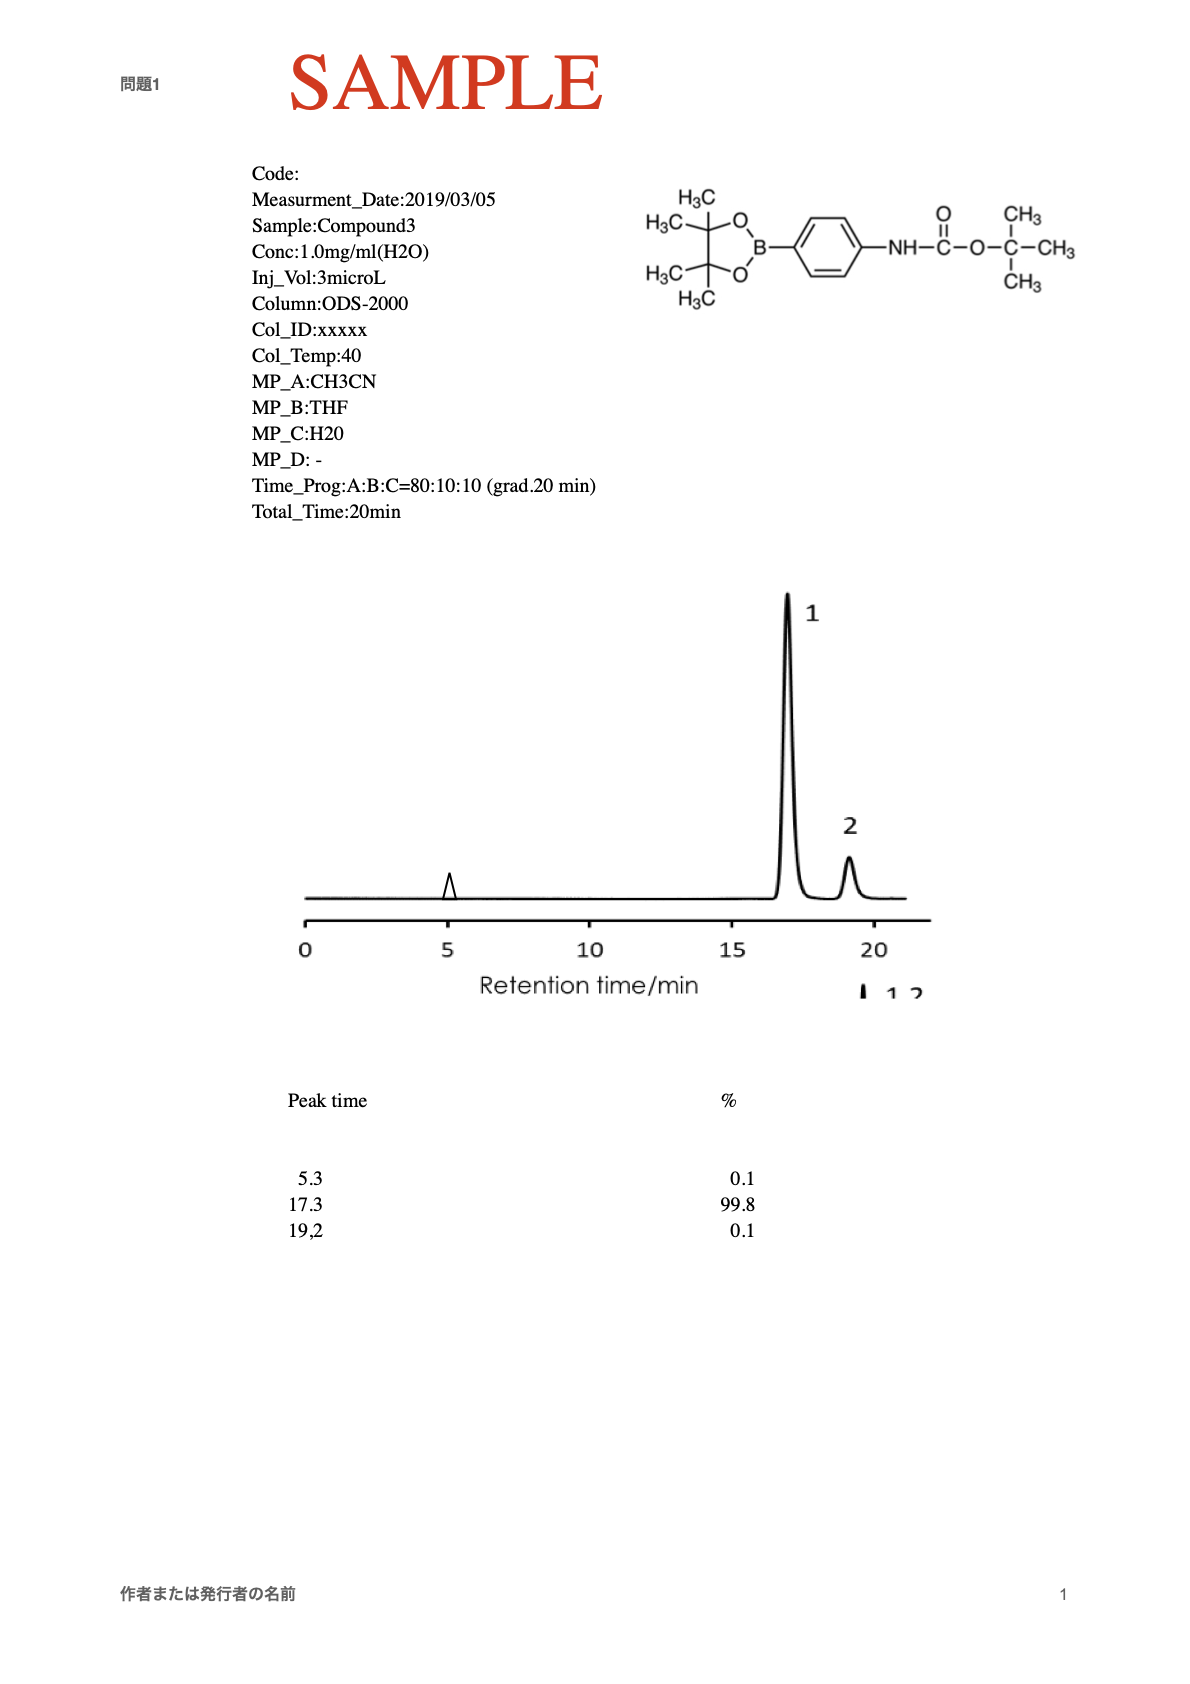 問題1
SAMPLE
Code:
Measurment_Date:2019/03/05
Sample:Compound3
Conc:1.0mg/ml(H2O)
Inj_Vol:3microL
Column:ODS-2000
Col_ID:xxxxx
Col_Temp:40
MP_A:CH3CN
MP_B:THF
MP_C:H20
MP_D: -
Time_Prog:A:B:C=80:10:10 (grad.20 min)
Total_Time:20min
H₃C
H₃C
O
B
O
H₃C
H₃C
NH
C
O
O
C
CH₃
CH₃
CH₃
1
2
0 5 10 15 20
Retention time/min
1 2
Peak time %
5.3 0.1
17.3 99.8
19,2 0.1
作者または発行者の名前 1